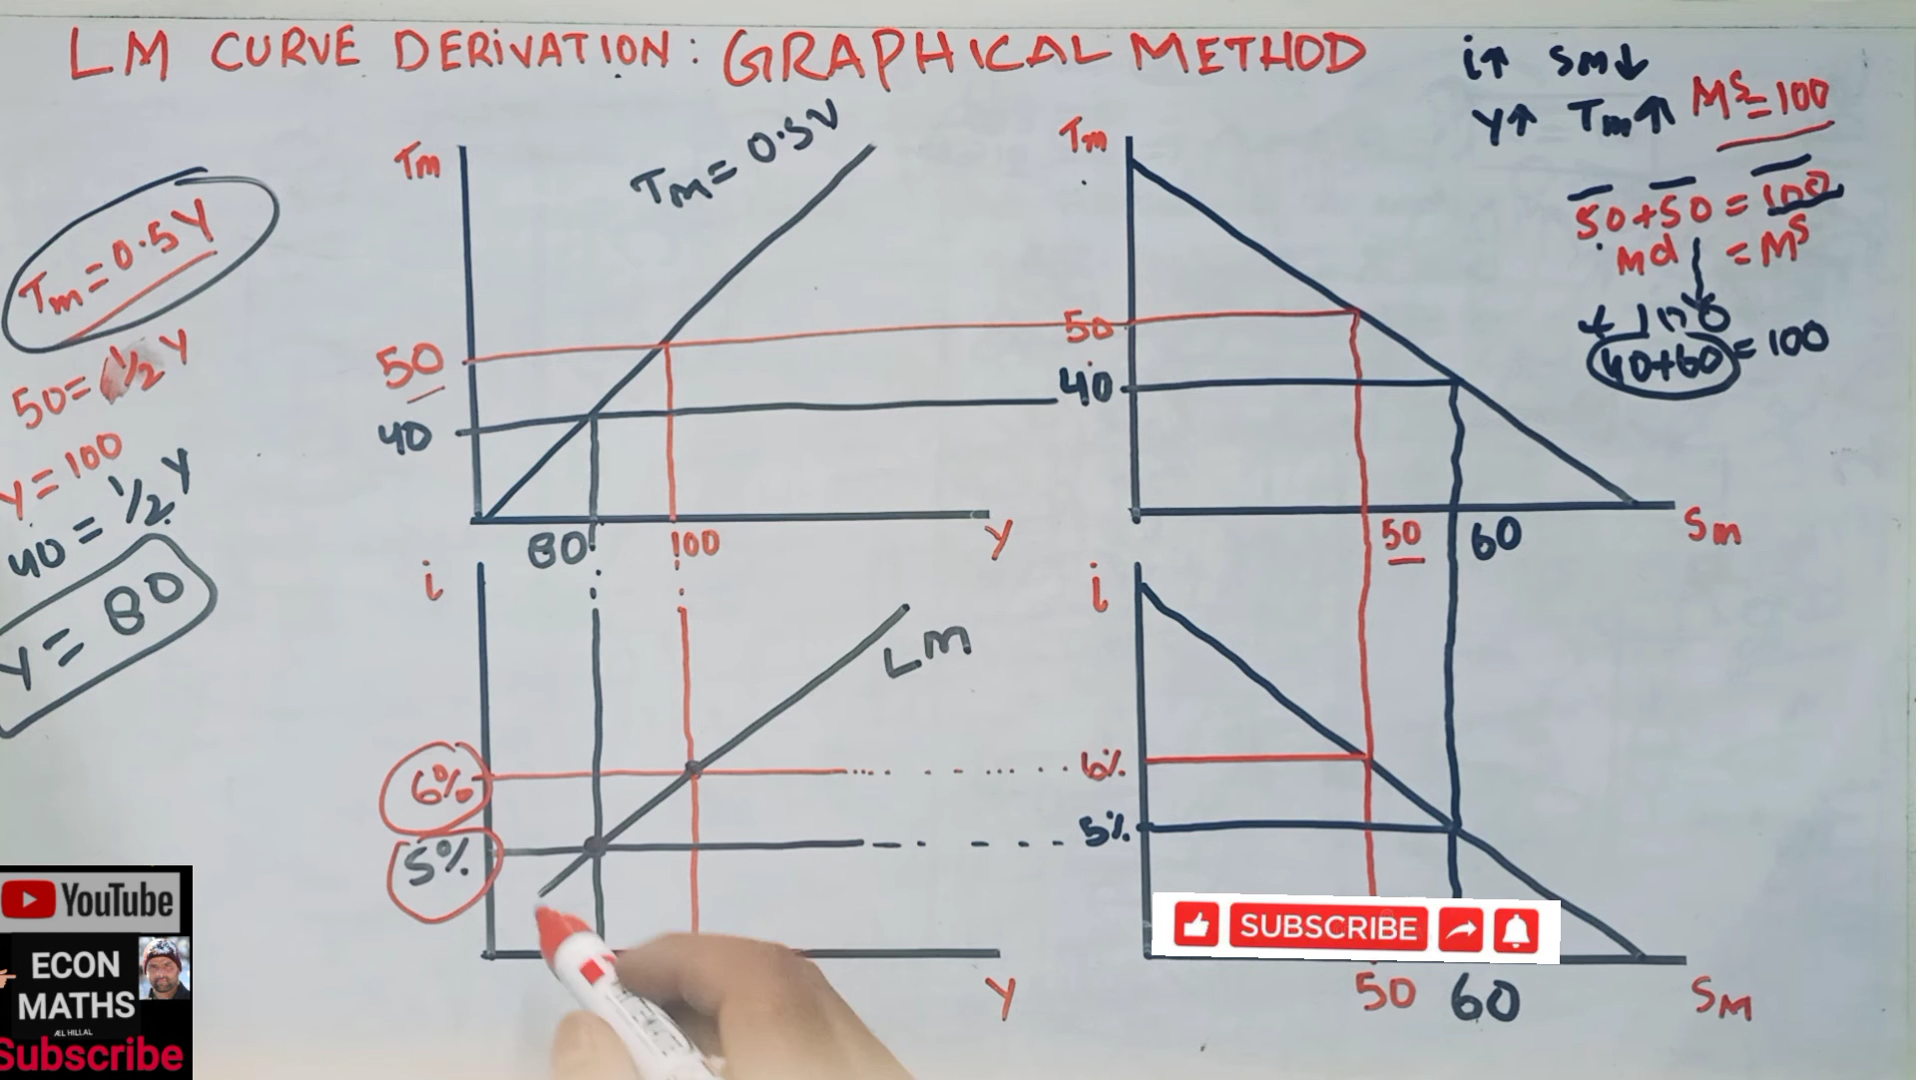 LM CURVE DERIVATION: GRAPHICAL METHOD
i↑ Sm↓
Y↑ Tm↑
M^S = 100
50+50 = 100
Md = M^S
40+60 = 100
Tm = 0.5Y
50 = 1/2 Y
Y = 100
40 = 1/2 Y
Y = 80
Tm
Tm = 0.5Y
50
40
80
100
Y
Tm
50
40
50
60
Sm
i
LM
6%
5%
Y
i
6%
5%
50
60
SM
SUBSCRIBE
YouTube
ECON
MATHS
Subscribe